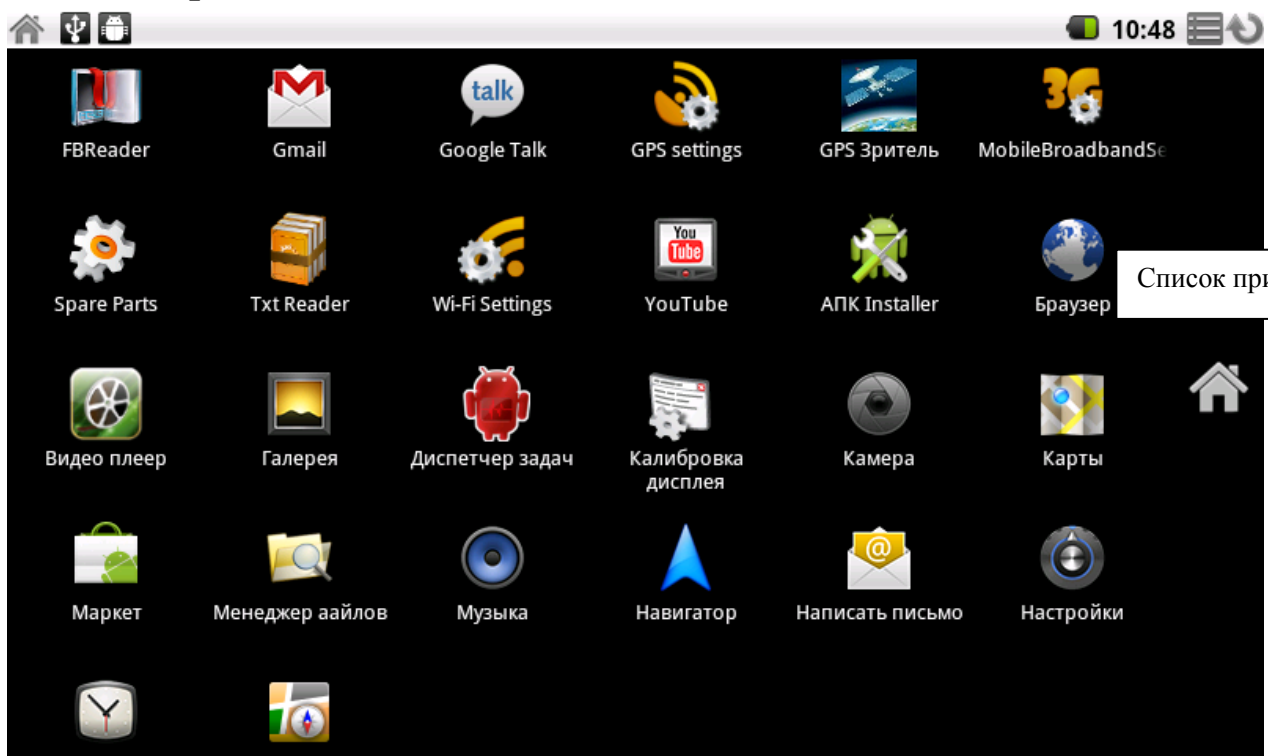 10:48
talk
3G
FBReader
Gmail
Google Talk
GPS settings
GPS Зритель
MobileBroadbandSe
You
Tube
Список при
Spare Parts
Txt Reader
Wi-Fi Settings
YouTube
АПК Installer
Браузер
Видео плеер
Галерея
Диспетчер задач
Калибровка
дисплея
Камера
Карты
@
Маркет
Менеджер аайлов
Музыка
Навигатор
Написать письмо
Настройки